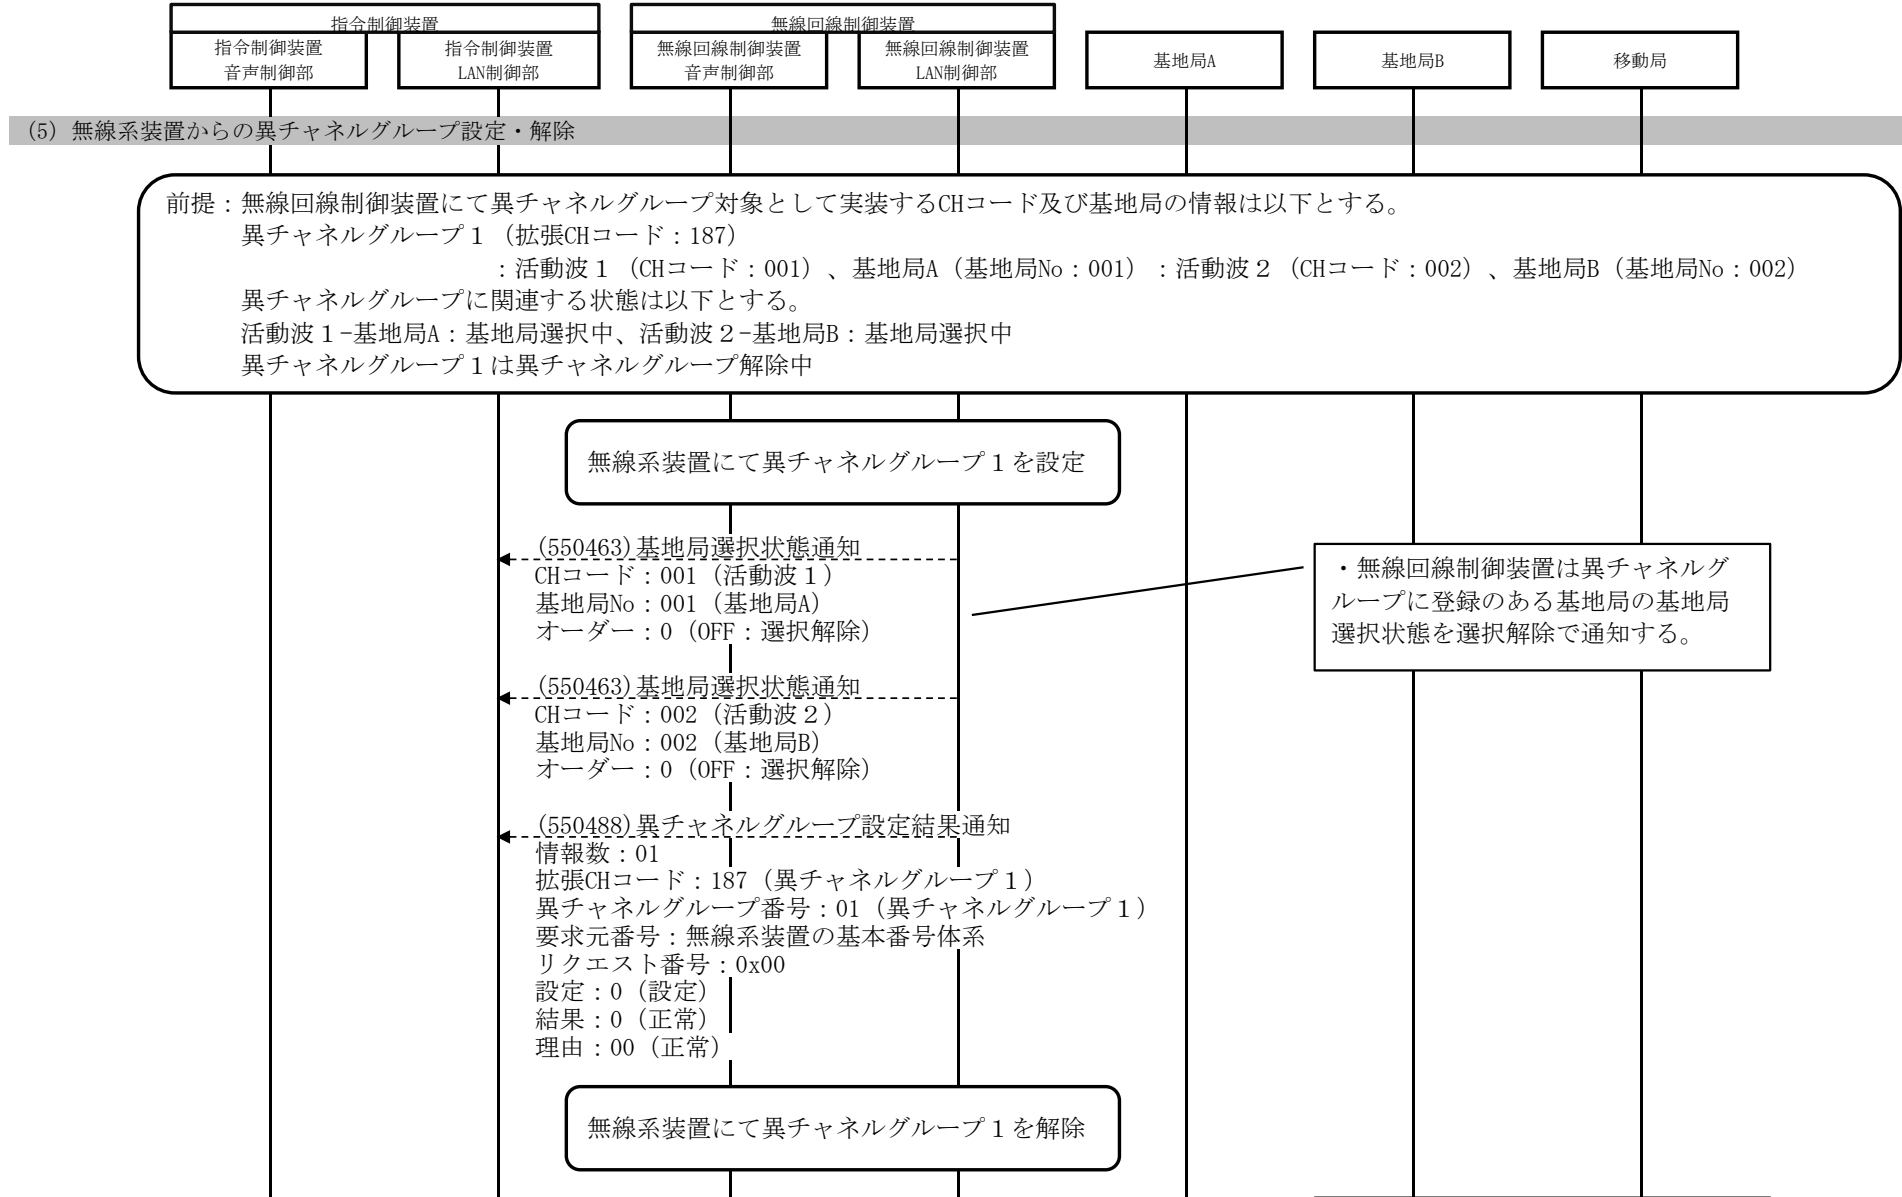 指令制御装置
無線回線制御装置
指令制御装置
音声制御部
指令制御装置
LAN制御部
無線回線制御装置
音声制御部
無線回線制御装置
LAN制御部
基地局A
基地局B
移動局
(5) 無線系装置からの異チャネルグループ設定・解除
前提：無線回線制御装置にて異チャネルグループ対象として実装するCHコード及び基地局の情報は以下とする。
異チャネルグループ１（拡張CHコード：187）
：活動波１（CHコード：001）、基地局A（基地局No：001）：活動波２（CHコード：002）、基地局B（基地局No：002）
異チャネルグループに関連する状態は以下とする。
活動波１-基地局A：基地局選択中、活動波２-基地局B：基地局選択中
異チャネルグループ１は異チャネルグループ解除中
無線系装置にて異チャネルグループ１を設定
(550463)基地局選択状態通知
CHコード：001（活動波１）
基地局No：001（基地局A）
オーダー：0（OFF：選択解除）
・無線回線制御装置は異チャネルグ
ループに登録のある基地局の基地局
選択状態を選択解除で通知する。
(550463)基地局選択状態通知
CHコード：002（活動波２）
基地局No：002（基地局B）
オーダー：0（OFF：選択解除）
(550488)異チャネルグループ設定結果通知
情報数：01
拡張CHコード：187（異チャネルグループ１）
異チャネルグループ番号：01（異チャネルグループ１）
要求元番号：無線系装置の基本番号体系
リクエスト番号：0x00
設定：0（設定）
結果：0（正常）
理由：00（正常）
無線系装置にて異チャネルグループ１を解除